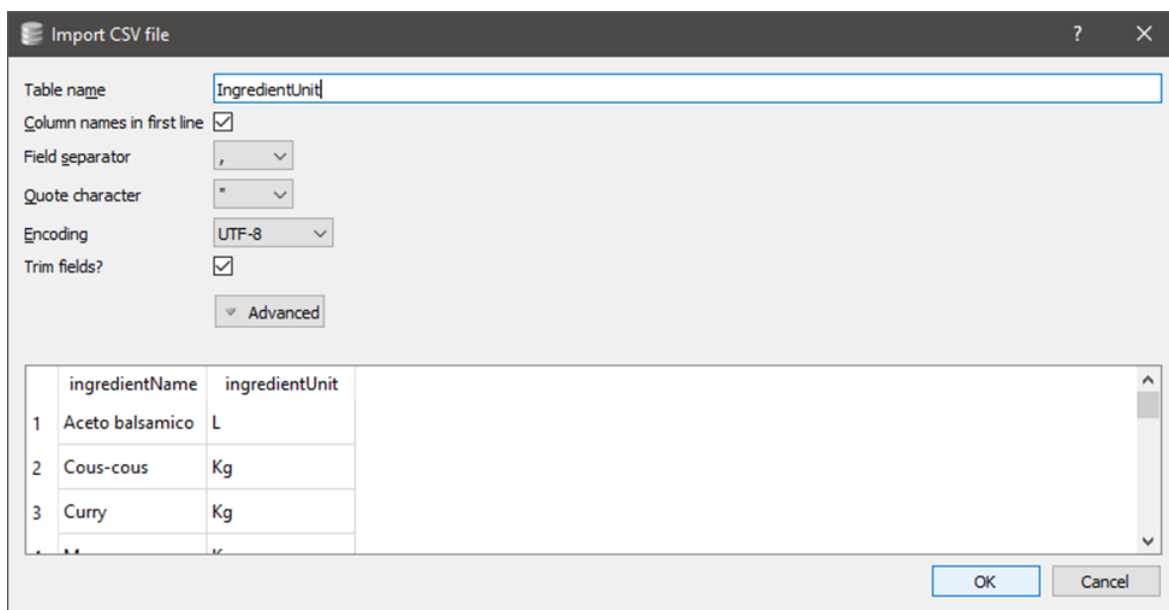 Import CSV file
Table name IngredientUnit
Column names in first line
Field separator ,
Quote character "
Encoding UTF-8
Trim fields?
Advanced
ingredientName ingredientUnit
1 Aceto balsamico L
2 Cous-cous Kg
3 Curry Kg
OK Cancel